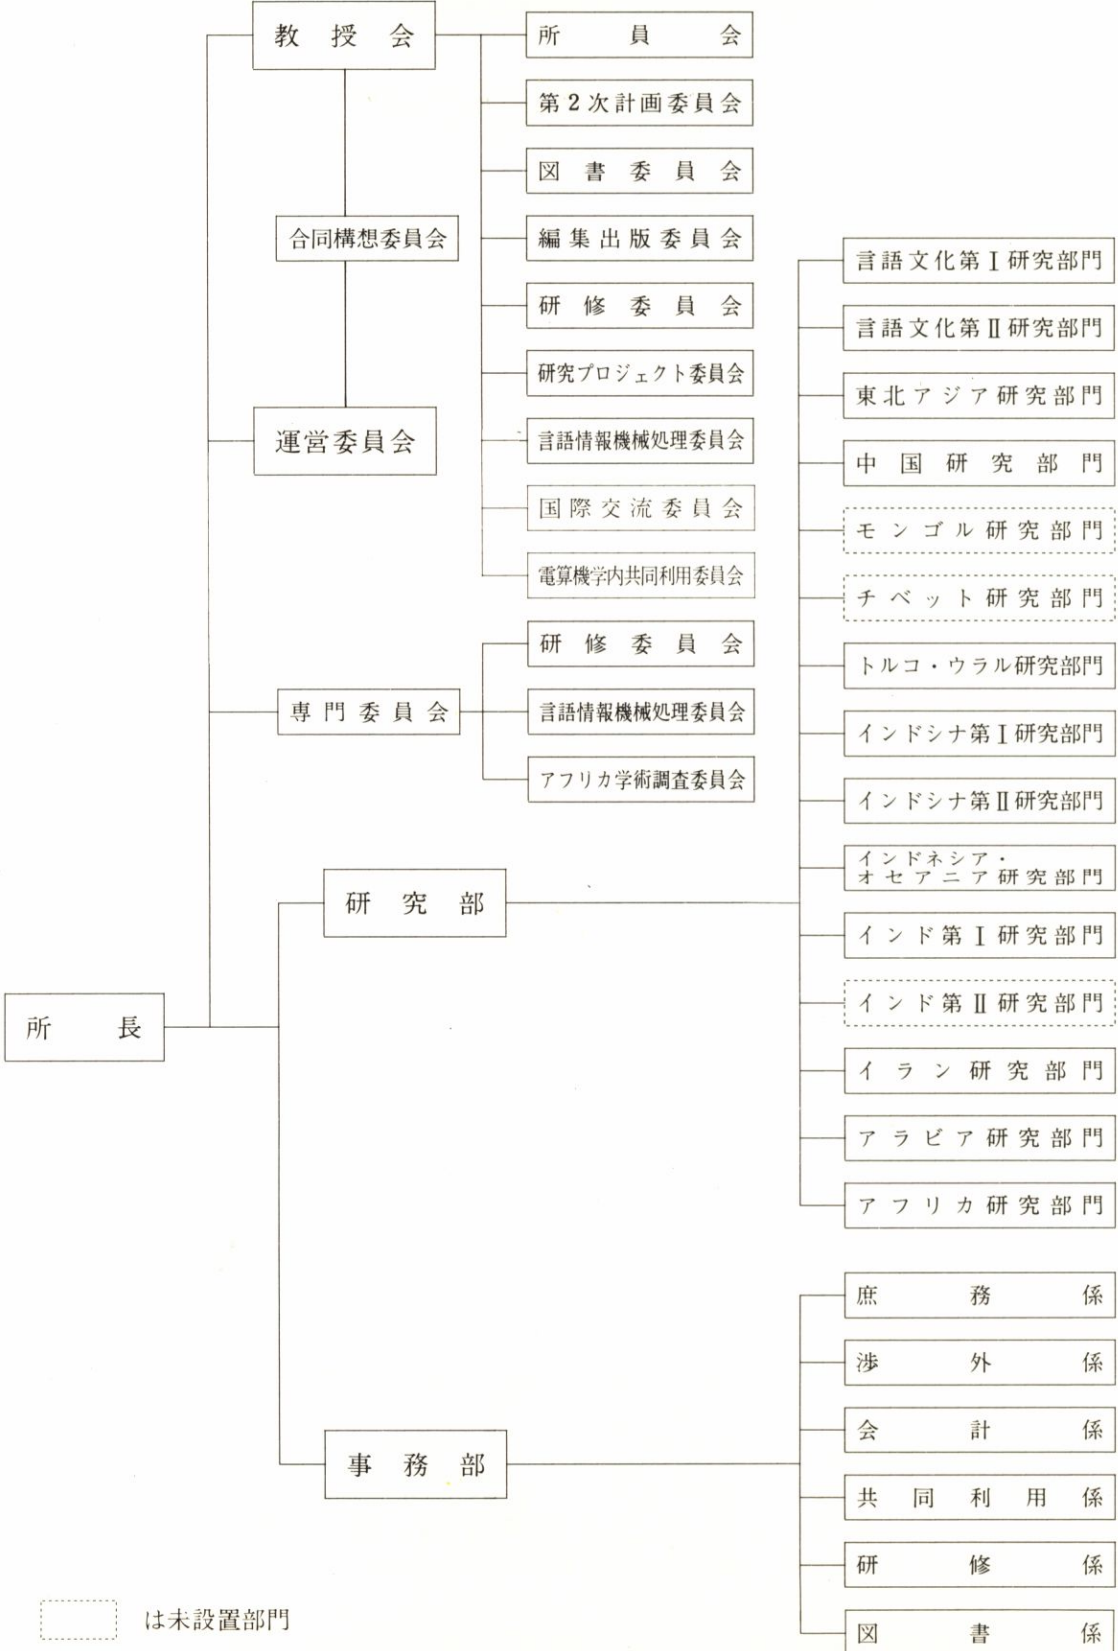 教授会
所員会
第2次計画委員会
図書委員会
編集出版委員会
研修委員会
研究プロジェクト委員会
言語情報機械処理委員会
国際交流委員会
電算機学内共同利用委員会
合同構想委員会
運営委員会
専門委員会
研修委員会
言語情報機械処理委員会
アフリカ学術調査委員会
所長
研究部
言語文化第Ⅰ研究部門
言語文化第Ⅱ研究部門
東北アジア研究部門
中国研究部門
モンゴル研究部門
チベット研究部門
トルコ・ウラル研究部門
インドシナ第Ⅰ研究部門
インドシナ第Ⅱ研究部門
インドネシア・
オセアニア研究部門
インド第Ⅰ研究部門
インド第Ⅱ研究部門
イラン研究部門
アラビア研究部門
アフリカ研究部門
事務部
庶務係
渉外係
会計係
共同利用係
研修係
図書係
は未設置部門